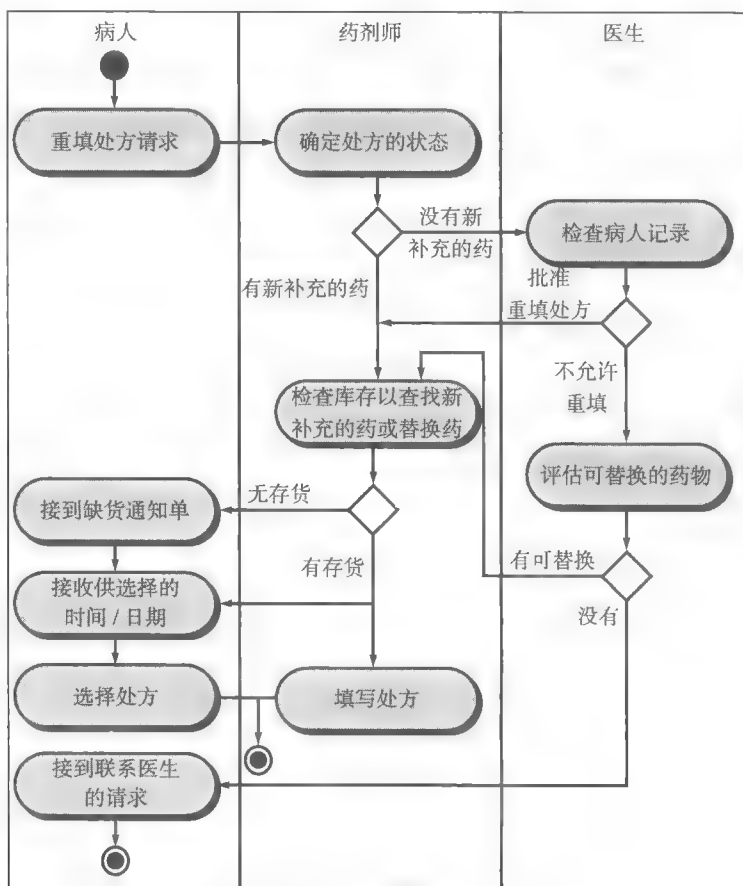 病人
药剂师
医生
重填处方请求
确定处方的状态
没有新
补充的药
检查病人记录
有新补充的药
批准
重填处方
不允许
重填
检查库存以查找新
补充的药或替换药
评估可替换的药物
无存货
接到缺货通知单
有存货
有可替换
没有
接收供选择的
时间 / 日期
选择处方
填写处方
接到联系医生
的请求